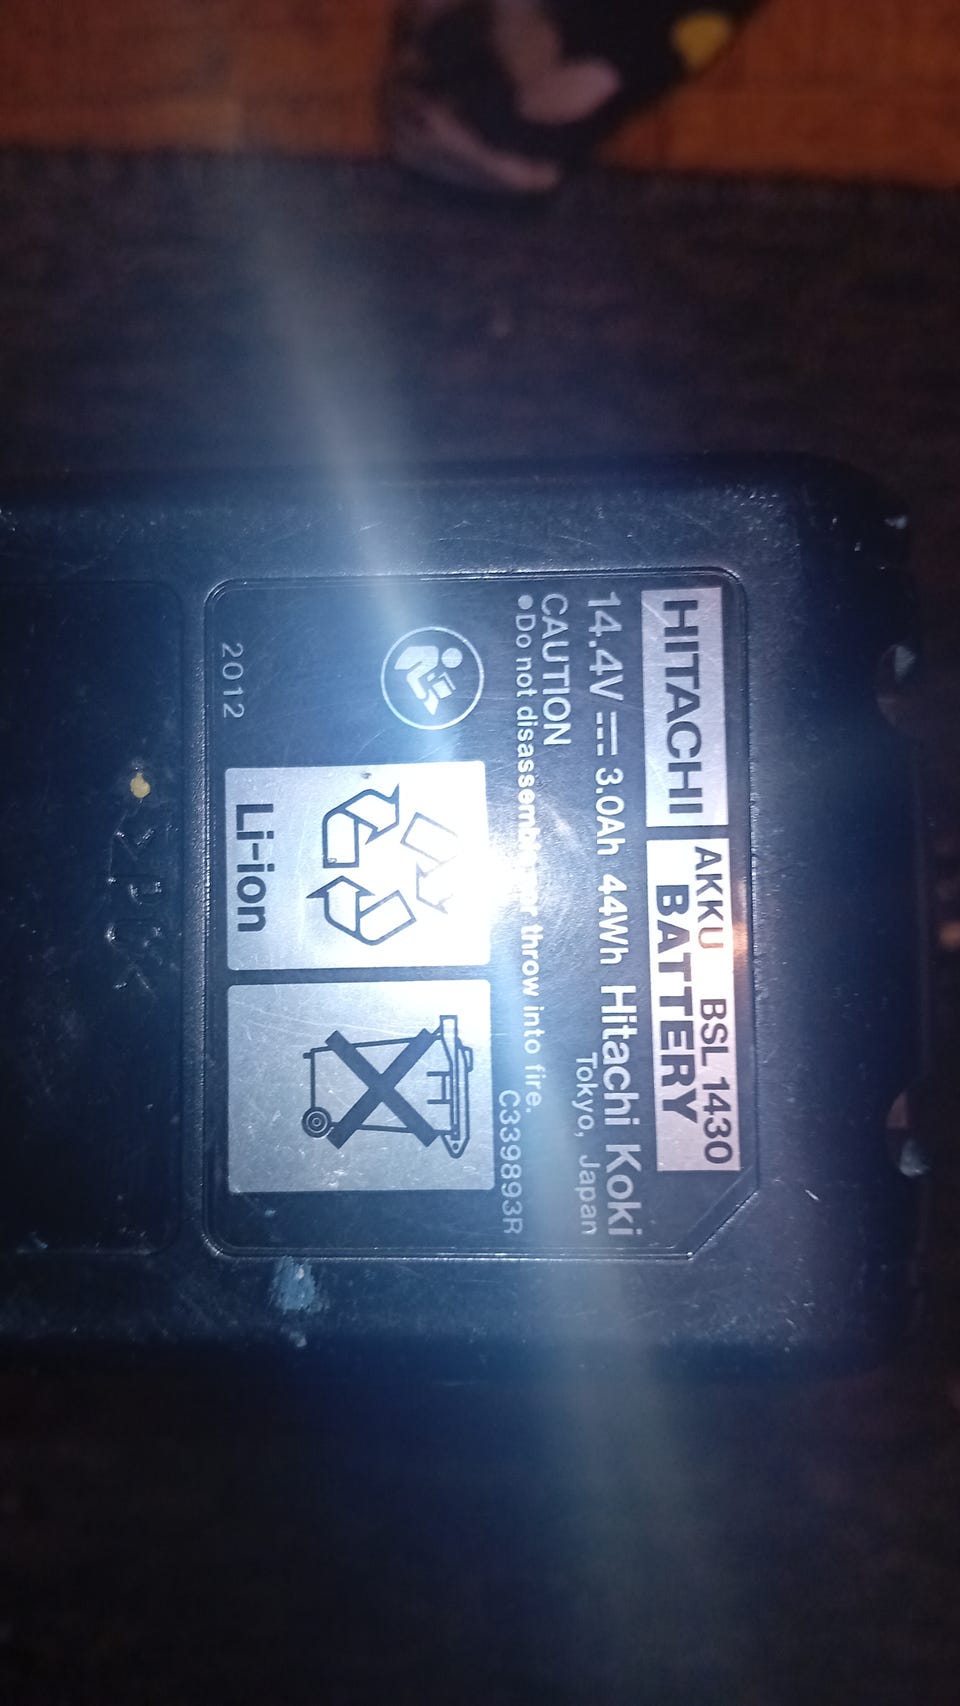 HITACHI AKKU BSL 1430
BATTERY
14.4V 3.0Ah 44Wh Hitachi Koki
Tokyo, Japan
CAUTION
•Do not disassemble or throw into fire.
C339893R
Li-ion
2012